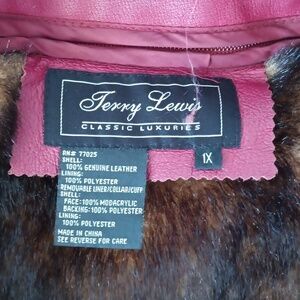 Terry Lewis
CLASSIC LUXURIES
1X
RN# 77025
SHELL:
100% GENUINE LEATHER
LINING:
100% POLYESTER
REMOVABLE LINER/COLLAR/CUFF
SHELL:
FACE: 100% MODACRYLIC
BACKING: 100% POLYESTER
LINING:
100% POLYESTER
MADE IN CHINA
SEE REVERSE FOR CARE